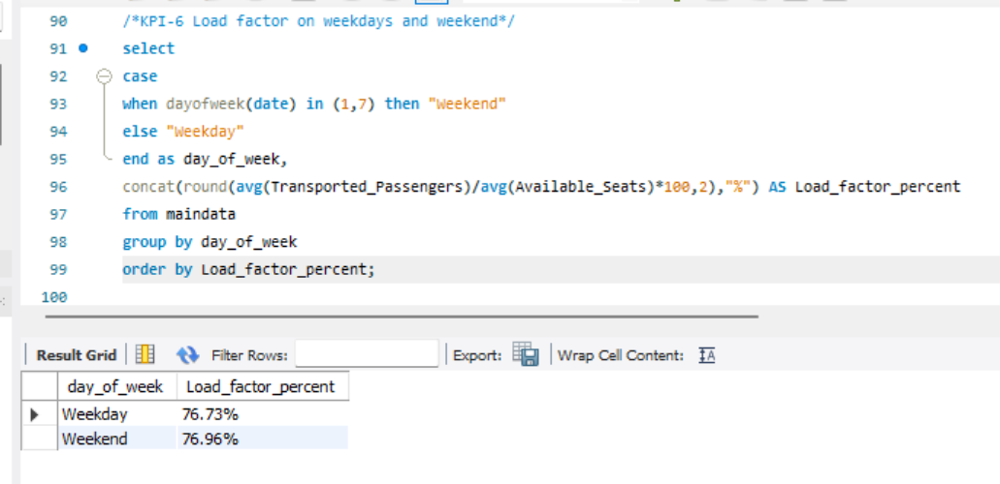 90 /*KPI-6 Load factor on weekdays and weekend*/
91 select
92 case
93 when dayofweek(date) in (1,7) then "Weekend"
94 else "Weekday"
95 end as day_of_week,
96 concat(round(avg(Transported_Passengers)/avg(Available_Seats)*100,2),"%") AS Load_factor_percent
97 from maindata
98 group by day_of_week
99 order by Load_factor_percent;
100
Result Grid Filter Rows: Export: Wrap Cell Content: IA
day_of_week Load_factor_percent
Weekday 76.73%
Weekend 76.96%